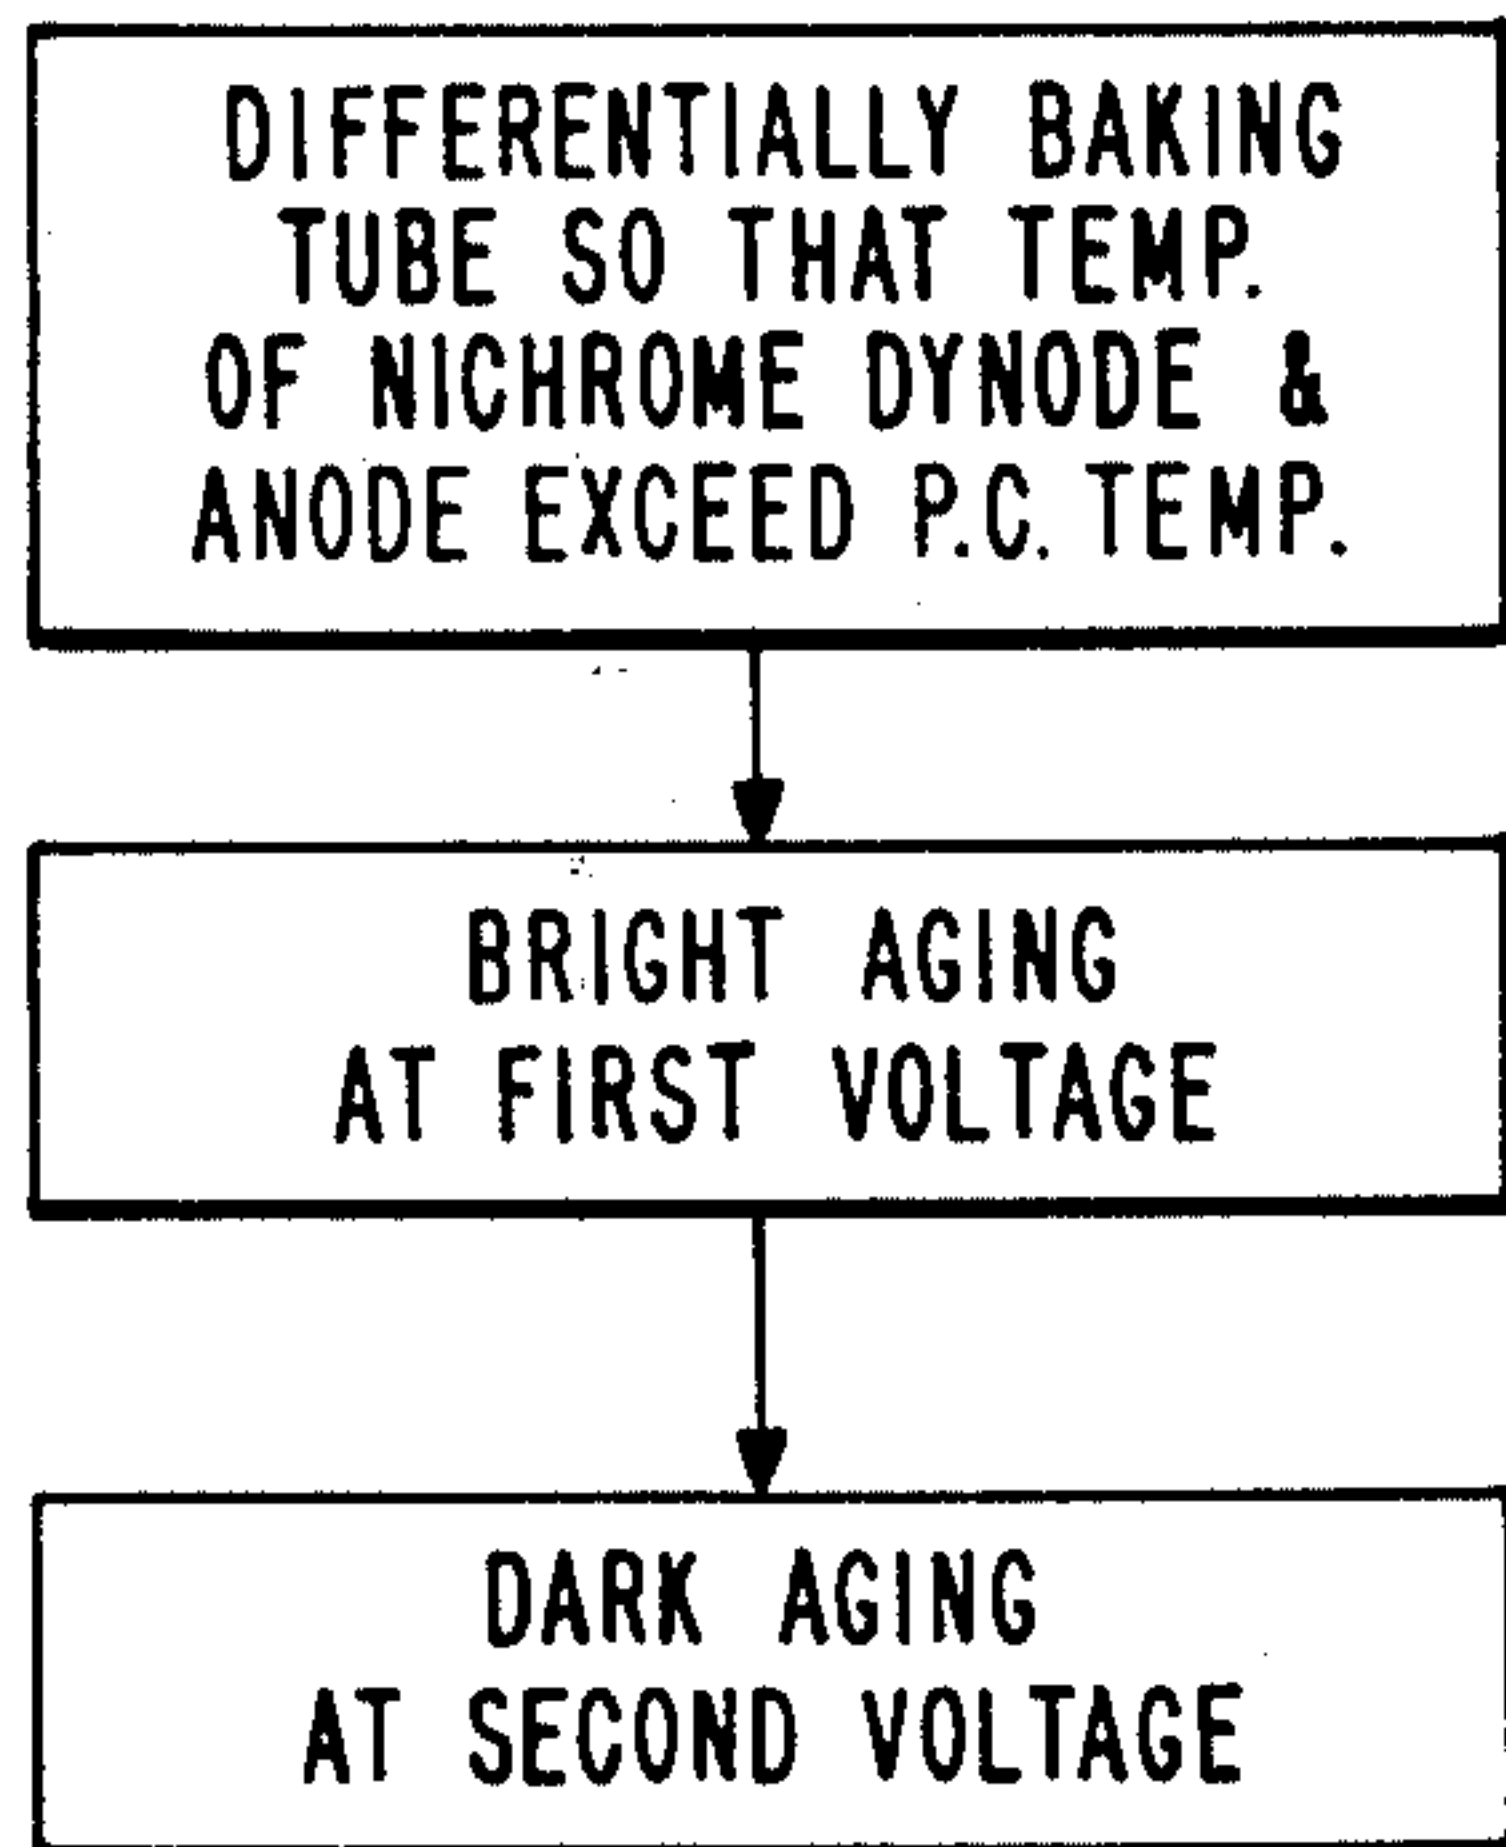 DIFFERENTIALLY BAKING
TUBE SO THAT TEMP.
OF NICHROME DYNODE &
ANODE EXCEED P.C. TEMP.
BRIGHT AGING
AT FIRST VOLTAGE
DARK AGING
AT SECOND VOLTAGE